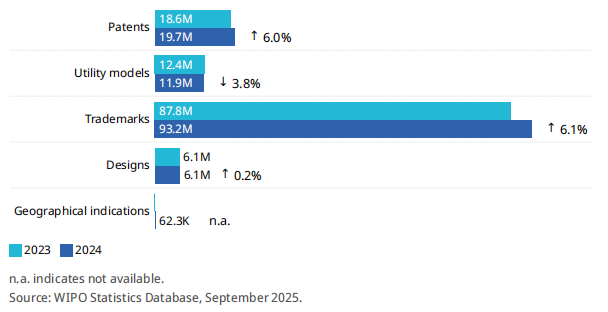 Patents
18.6M
19.7M
↑ 6.0%
Utility models
12.4M
11.9M
↓ 3.8%
Trademarks
87.8M
93.2M
↑ 6.1%
Designs
6.1M
6.1M
↑ 0.2%
Geographical indications
62.3K
n.a.
2023 2024
n.a. indicates not available.
Source: WIPO Statistics Database, September 2025.